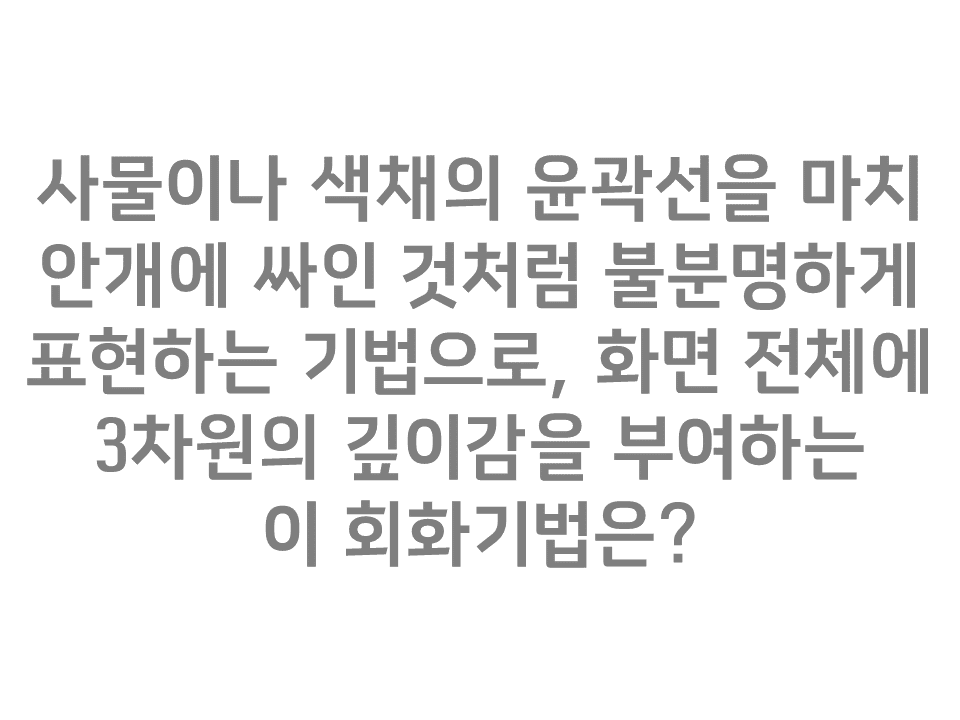 사물이나 색채의 윤곽선을 마치
안개에 싸인 것처럼 불분명하게
표현하는 기법으로, 화면 전체에
3차원의 깊이감을 부여하는
이 회화기법은?